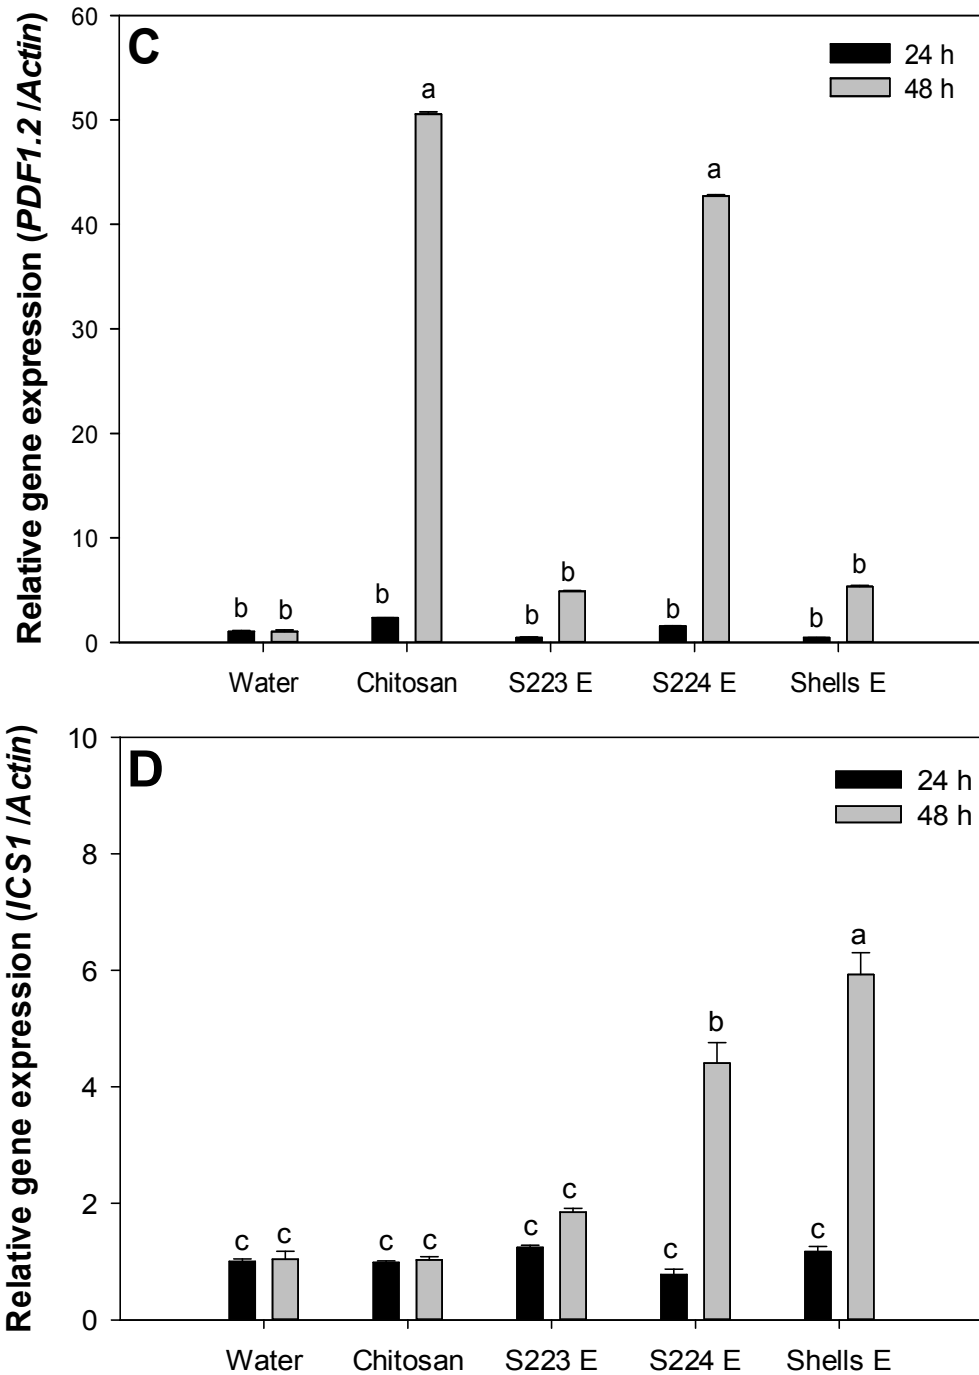 C
24 h
48 h
Relative gene expression (PDF1.2 /Actin)
60
50
40
30
20
10
0
a
a
b b b b b b b b
Water Chitosan S223 E S224 E Shells E
D
24 h
48 h
Relative gene expression (ICS1 /Actin)
10
8
6
4
2
0
a
b
c c c c c c c c
Water Chitosan S223 E S224 E Shells E